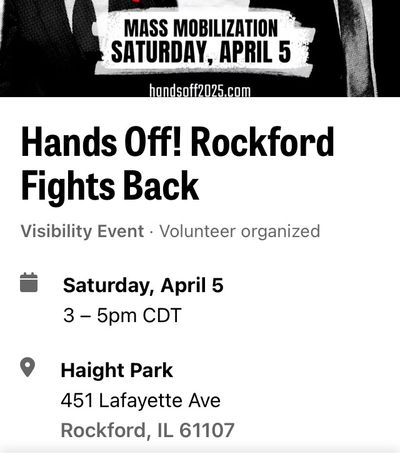 MASS MOBILIZATION
SATURDAY, APRIL 5
handsoff2025.com
Hands Off! Rockford
Fights Back
Visibility Event · Volunteer organized
Saturday, April 5
3 – 5pm CDT
Haight Park
451 Lafayette Ave
Rockford, IL 61107